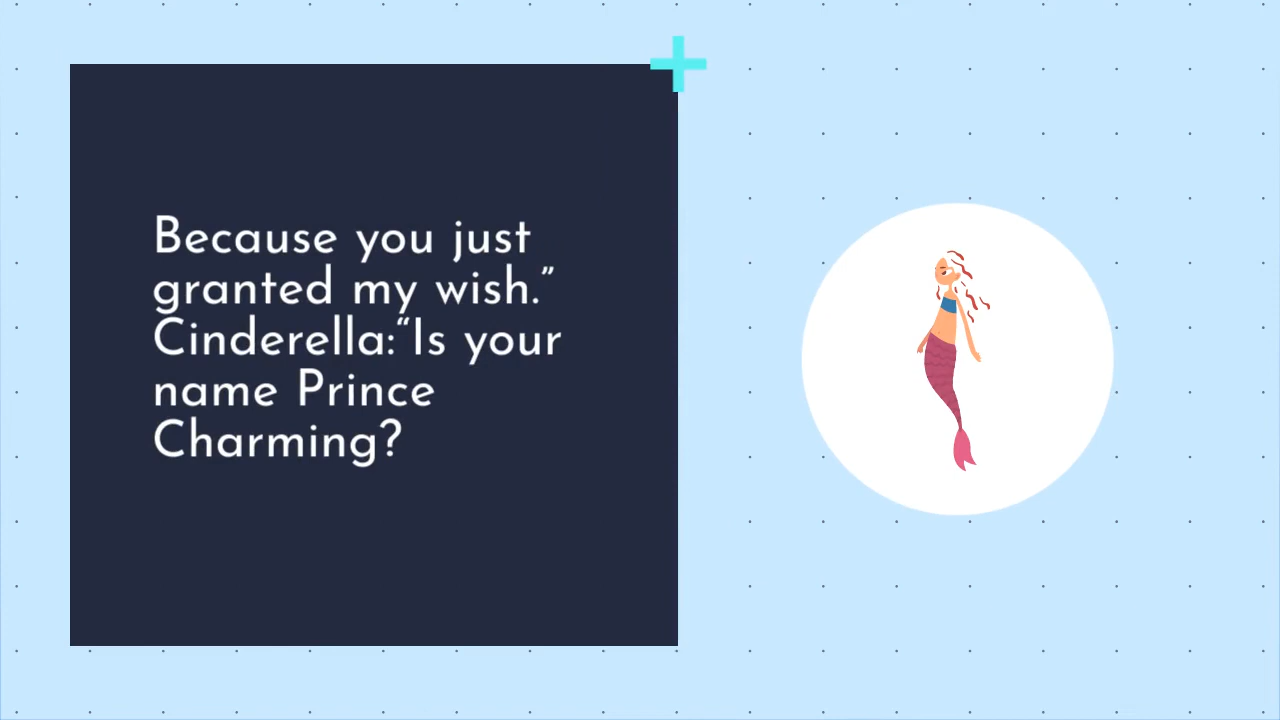 Because you just
granted my wish.”
Cinderella:“Is your
name Prince
Charming?